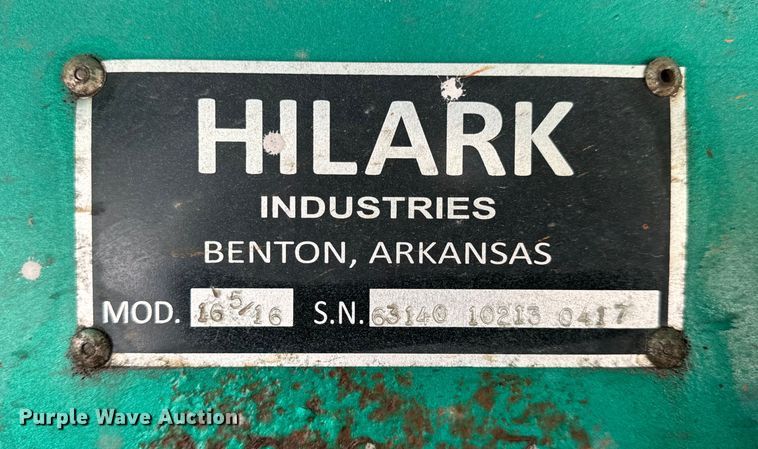 HILARK
INDUSTRIES
BENTON, ARKANSAS
MOD. 16 5/16 S.N. 63140 10213 0417
Purple Wave Auction